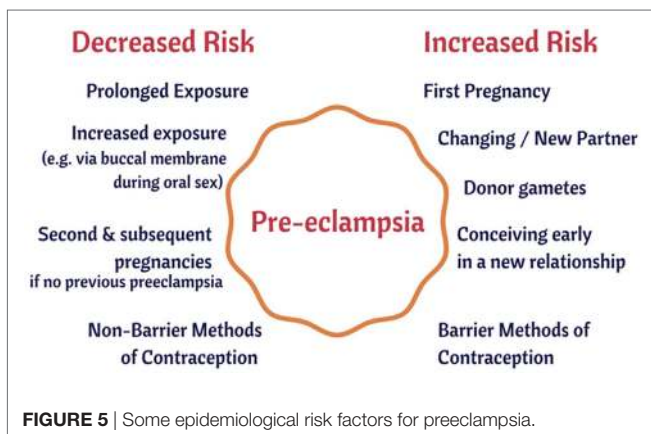 Decreased Risk
Prolonged Exposure
Increased exposure
(e.g. via buccal membrane
during oral sex)
Second & subsequent
pregnancies
if no previous preeclampsia
Non-Barrier Methods
of Contraception
Pre-eclampsia
Increased Risk
First Pregnancy
Changing / New Partner
Donor gametes
Conceiving early
in a new relationship
Barrier Methods of
Contraception
FIGURE 5 | Some epidemiological risk factors for preeclampsia.